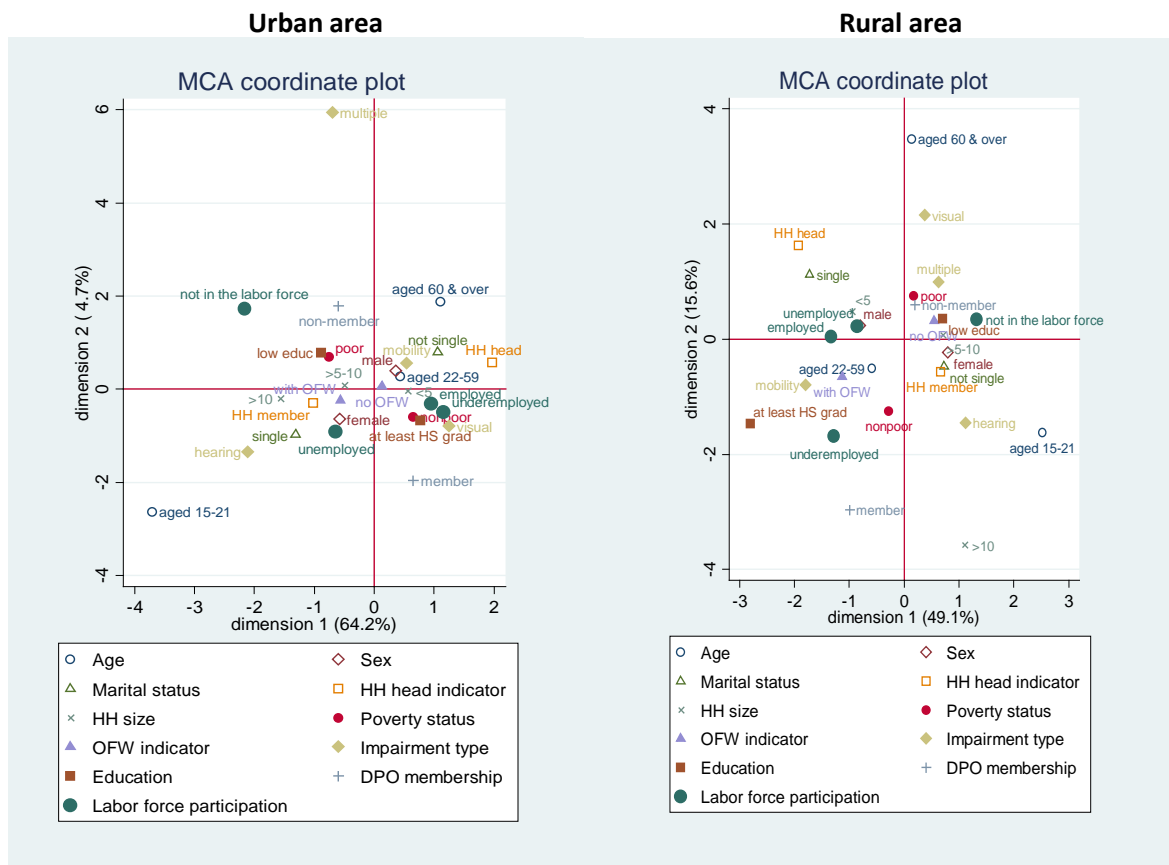 Urban area
Rural area
MCA coordinate plot
6
4
2
0
-2
-4
dimension 2 ( 4.7%)
multiple
not in the labor force
non-member
aged 60 & over
not single
HH head
mobility
male
poor
low educ
aged 22-59
with OFW
>5-10
no OFW
<5
employed
underemployed
>10
HH member
female
nonpoor
visual
at least HS grad
single
unemployed
hearing
member
aged 15-21
-4 -3 -2 -1 0 1 2
dimension 1 (64.2%)
Age
Sex
Marital status
HH head indicator
HH size
Poverty status
OFW indicator
Impairment type
Education
DPO membership
Labor force participation
MCA coordinate plot
4
2
0
-2
-4
dimension 2 (15.6%)
aged 60 & over
visual
HH head
single
multiple
poor
<5
non-member
unemployed
male
employed
no OFW
low educ
not in the labor force
>5-10
female
aged 22-59
not single
HH member
mobility
with OFW
at least HS grad
nonpoor
hearing
underemployed
aged 15-21
member
>10
-3 -2 -1 0 1 2 3
dimension 1 (49.1%)
Age
Sex
Marital status
HH head indicator
HH size
Poverty status
OFW indicator
Impairment type
Education
DPO membership
Labor force participation